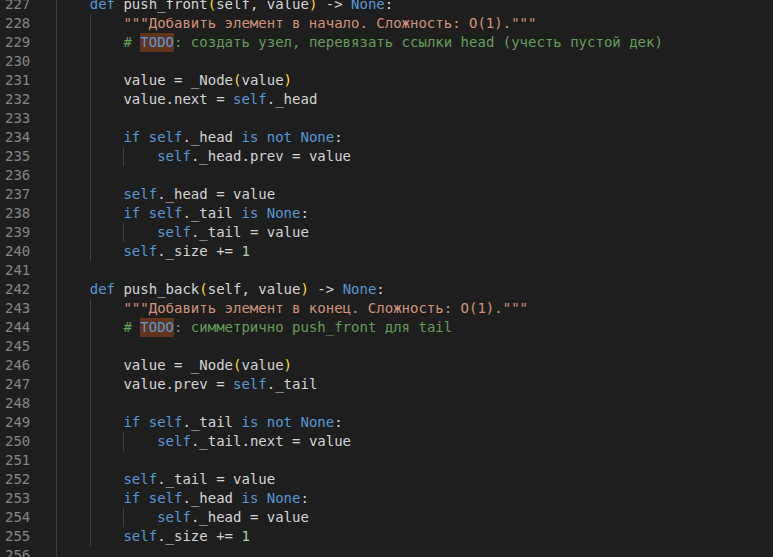 227 def push_front(self, value) -> None:
228 """Добавить элемент в начало. Сложность: O(1)."""
229 # TODO: создать узел, перевязать ссылки head (учесть пустой дек)
230
231 value = _Node(value)
232 value.next = self._head
233
234 if self._head is not None:
235 self._head.prev = value
236
237 self._head = value
238 if self._tail is None:
239 self._tail = value
240 self._size += 1
241
242 def push_back(self, value) -> None:
243 """Добавить элемент в конец. Сложность: O(1)."""
244 # TODO: симметрично push_front для tail
245
246 value = _Node(value)
247 value.prev = self._tail
248
249 if self._tail is not None:
250 self._tail.next = value
251
252 self._tail = value
253 if self._head is None:
254 self._head = value
255 self._size += 1
256